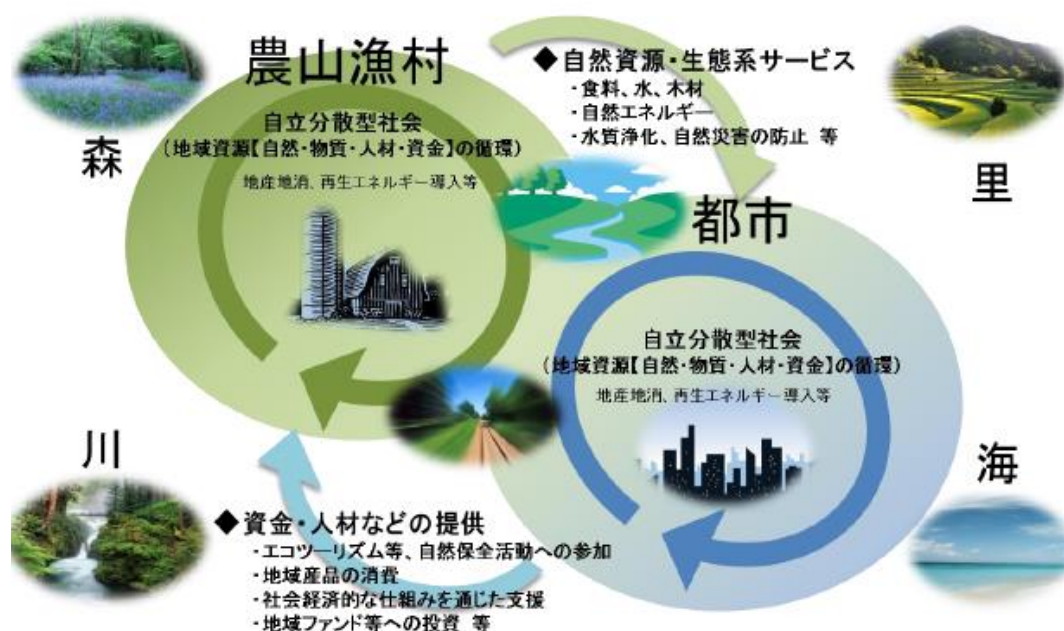 農山漁村
森
自立分散型社会
(地域資源【自然・物質・人材・資金】の循環)
地産地消、再生エネルギー導入等
◆自然資源・生態系サービス
・食料、水、木材
・自然エネルギー
・水質浄化、自然災害の防止 等
里
都市
自立分散型社会
(地域資源【自然・物質・人材・資金】の循環)
地産地消、再生エネルギー導入等
川
◆資金・人材などの提供
・エコツーリズム等、自然保全活動への参加
・地域産品の消費
・社会経済的な仕組みを通じた支援
・地域ファンド等への投資 等
海